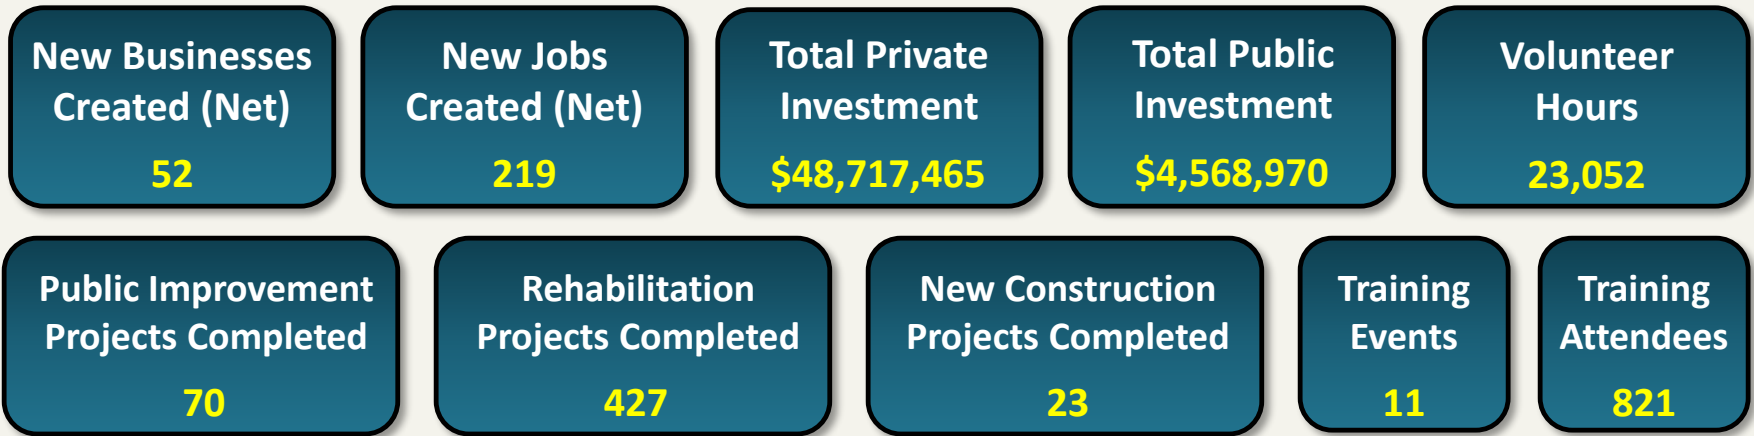 New Businesses
Created (Net)
52
New Jobs
Created (Net)
219
Total Private
Investment
$48,717,465
Total Public
Investment
$4,568,970
Volunteer
Hours
23,052
Public Improvement
Projects Completed
70
Rehabilitation
Projects Completed
427
New Construction
Projects Completed
23
Training
Events
11
Training
Attendees
821